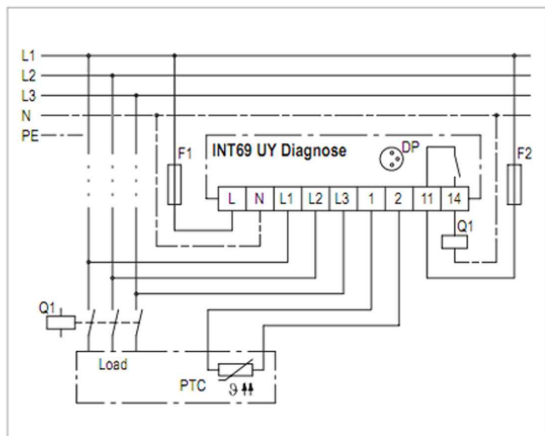 L1
L2
L3
N
PE
F1
INT69 UY Diagnose
DP
F2
L N L1 L2 L3 1 2 11 14
Q1
Q1
Load
PTC
ϑ